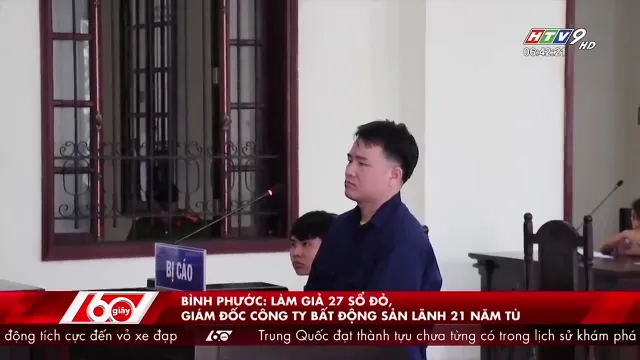 HTV9 HD
06:42:21
BỊ CÁO
60 giây
BÌNH PHƯỚC: LÀM GIẢ 27 SỔ ĐỎ,
GIÁM ĐỐC CÔNG TY BẤT ĐỘNG SẢN LÃNH 21 NĂM TÙ
động tích cực đến vỏ xe đạp 60 Trung Quốc đạt thành tựu chưa từng có trong lịch sử khám phá